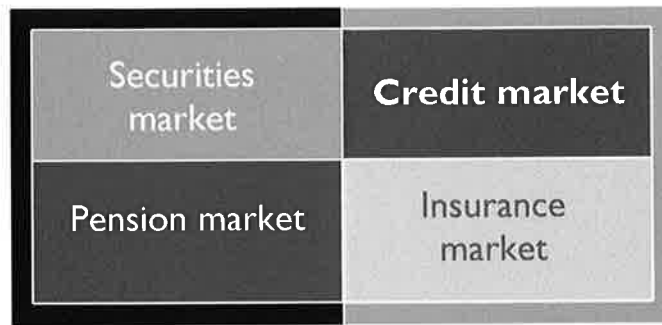 Securities
market
Credit market
Pension market
Insurance
market